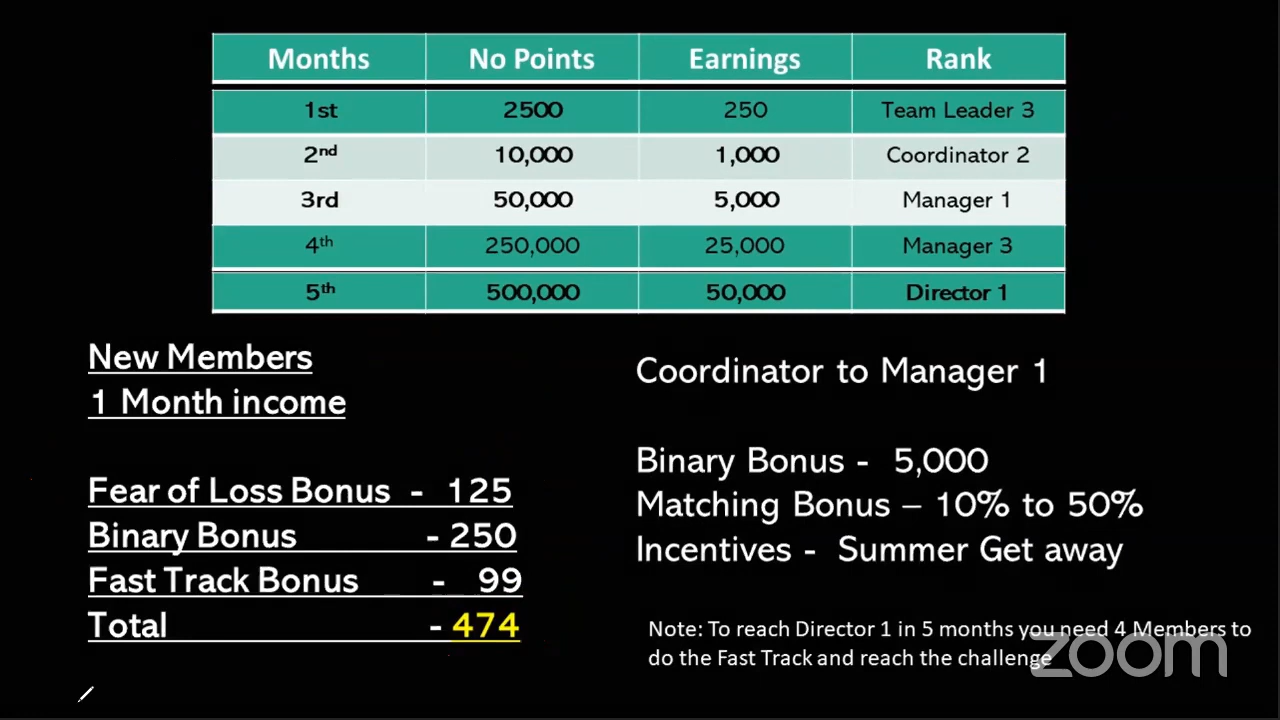 Months No Points Earnings Rank
1st 2500 250 Team Leader 3
2nd 10,000 1,000 Coordinator 2
3rd 50,000 5,000 Manager 1
4th 250,000 25,000 Manager 3
5th 500,000 50,000 Director 1
New Members
1 Month income
Fear of Loss Bonus - 125
Binary Bonus - 250
Fast Track Bonus - 99
Total - 474
Coordinator to Manager 1
Binary Bonus - 5,000
Matching Bonus – 10% to 50%
Incentives - Summer Get away
Note: To reach Director 1 in 5 months you need 4 Members to
do the Fast Track and reach the challenge
zoom